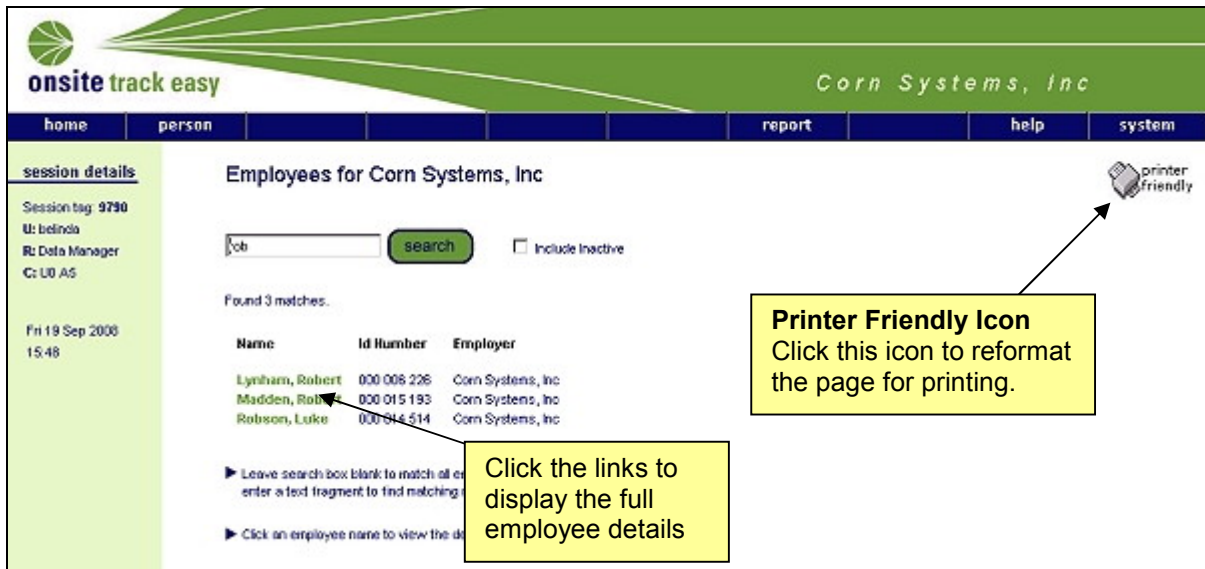 onsite track easy
Corn Systems, Inc
home person report help system
session details
Session tag: 9790
U: belinda
R: Data Manager
C: U0 A5
Fri 19 Sep 2008
15:48
Employees for Corn Systems, Inc
rob search Include Inactive
Found 3 matches.
Name Id Number Employer
Lynham, Robert 000 006 226 Corn Systems, Inc
Madden, Robert 000 015 193 Corn Systems, Inc
Robson, Luke 000 014 514 Corn Systems, Inc
Leave search box blank to match all
enter a text fragment to find matching
Click an employee name to view the
printer
friendly
Printer Friendly Icon
Click this icon to reformat
the page for printing.
Click the links to
display the full
employee details